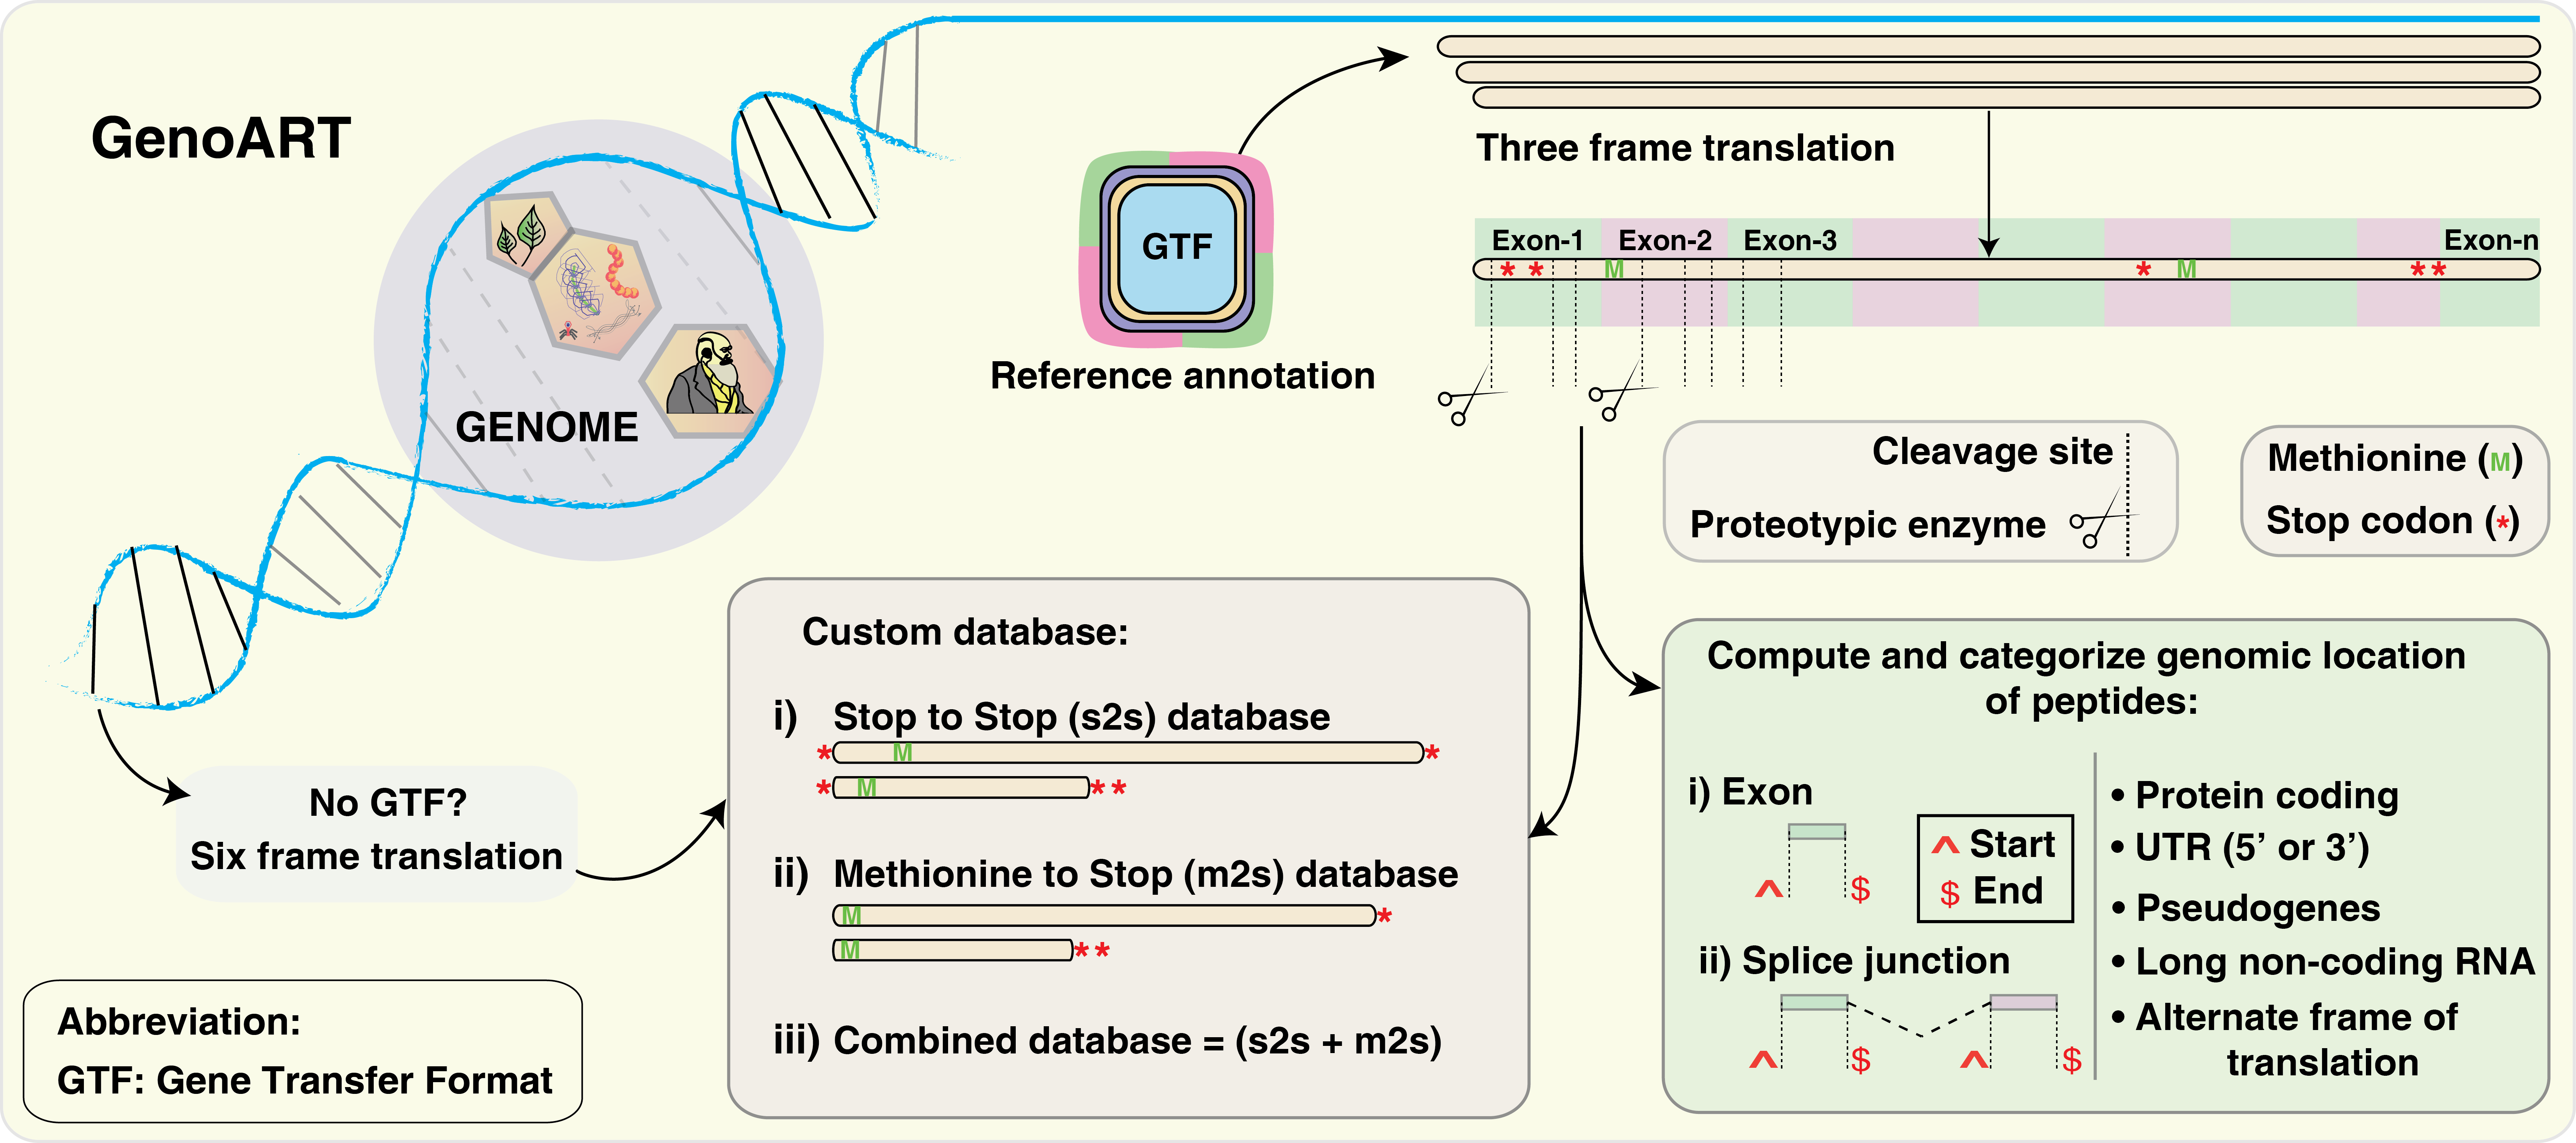 GenoART
GENOME
GTF
Reference annotation
Three frame translation
Exon-1 Exon-2 Exon-3 Exon-n
* * M * M * *
Cleavage site
Proteotypic enzyme
Methionine (M)
Stop codon (*)
No GTF?
Six frame translation
Abbreviation:
GTF: Gene Transfer Format
Custom database:
i) Stop to Stop (s2s) database
* M *
* M * *
ii) Methionine to Stop (m2s) database
M *
M * *
iii) Combined database = (s2s + m2s)
Compute and categorize genomic location
of peptides:
i) Exon
^ $
^ Start
$ End
ii) Splice junction
^ $ ^ $
• Protein coding
• UTR (5’ or 3’)
• Pseudogenes
• Long non-coding RNA
• Alternate frame of
translation